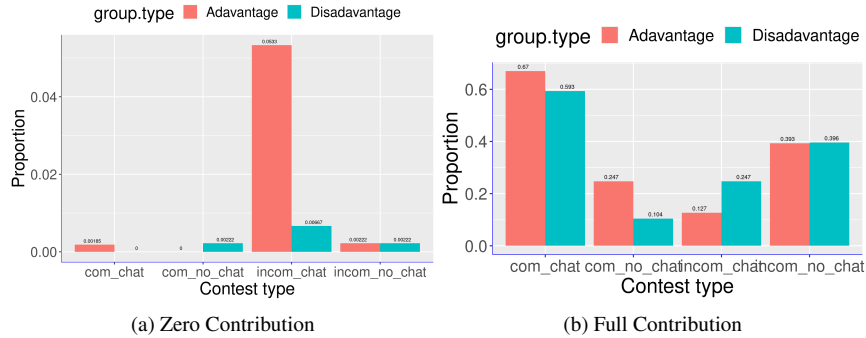 group.type Adavantage Disadavantage
0.0533
0.00185
0
0
0.00222
0.00667
0.00222
0.00222
0.04
0.02
0.00
Proportion
com_chat com_no_chat incom_chat incom_no_chat
Contest type
(a) Zero Contribution
group.type Adavantage Disadavantage
0.67
0.593
0.247
0.104
0.127
0.247
0.393
0.396
0.6
0.4
0.2
0.0
Proportion
com_chat com_no_chat incom_chat incom_no_chat
Contest type
(b) Full Contribution